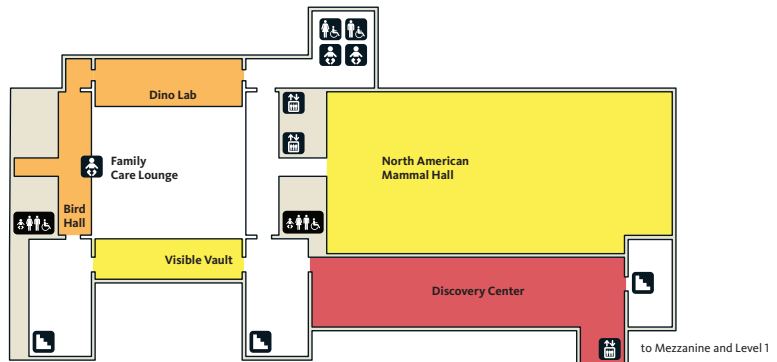 Dino Lab
Family
Care Lounge
North American
Mammal Hall
Bird
Hall
Visible Vault
Discovery Center
to Mezzanine and Level 1